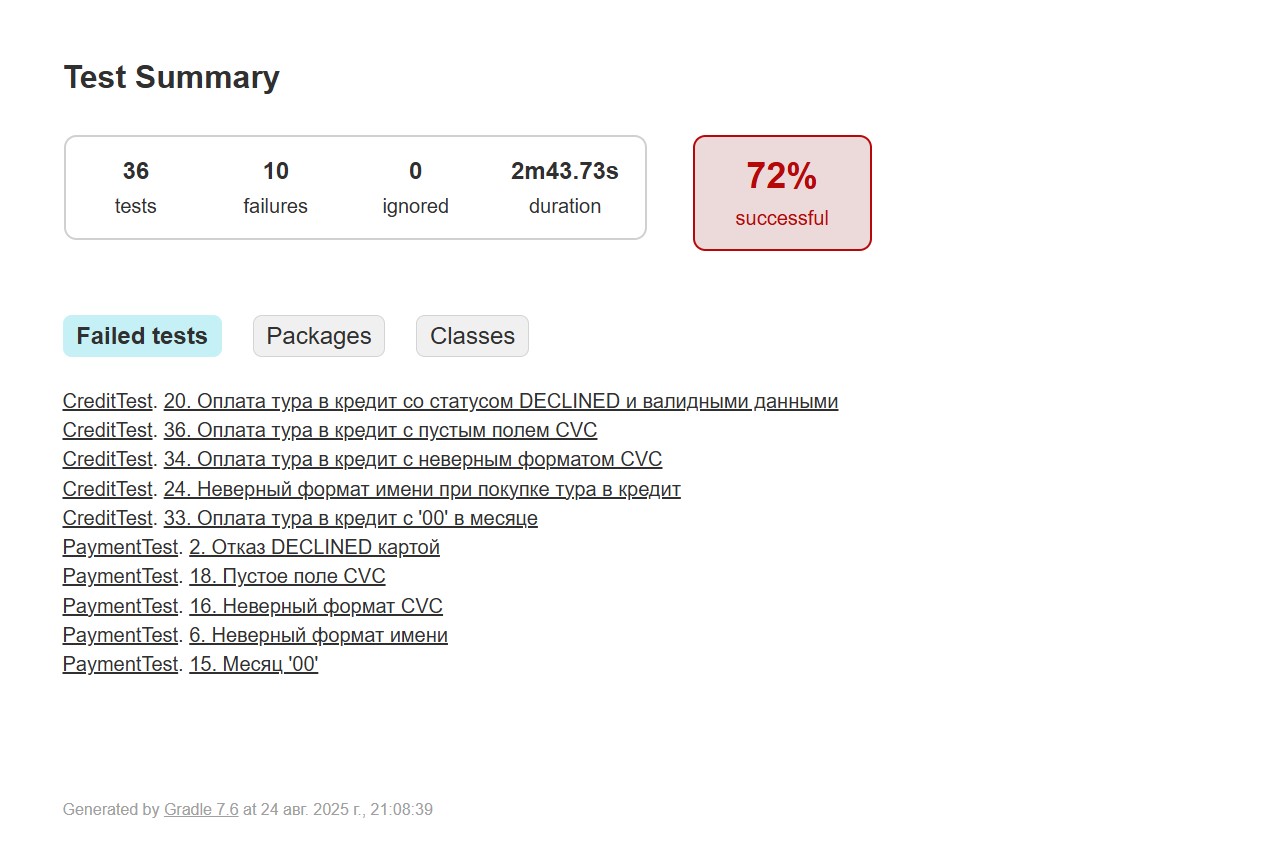 Test Summary
36 10 0 2m43.73s
tests failures ignored duration
72%
successful
Failed tests Packages Classes
CreditTest. 20. Оплата тура в кредит со статусом DECLINED и валидными данными
CreditTest. 36. Оплата тура в кредит с пустым полем CVC
CreditTest. 34. Оплата тура в кредит с неверным форматом CVC
CreditTest. 24. Неверный формат имени при покупке тура в кредит
CreditTest. 33. Оплата тура в кредит с '00' в месяце
PaymentTest. 2. Отказ DECLINED картой
PaymentTest. 18. Пустое поле CVC
PaymentTest. 16. Неверный формат CVC
PaymentTest. 6. Неверный формат имени
PaymentTest. 15. Месяц '00'
Generated by Gradle 7.6 at 24 авг. 2025 г., 21:08:39